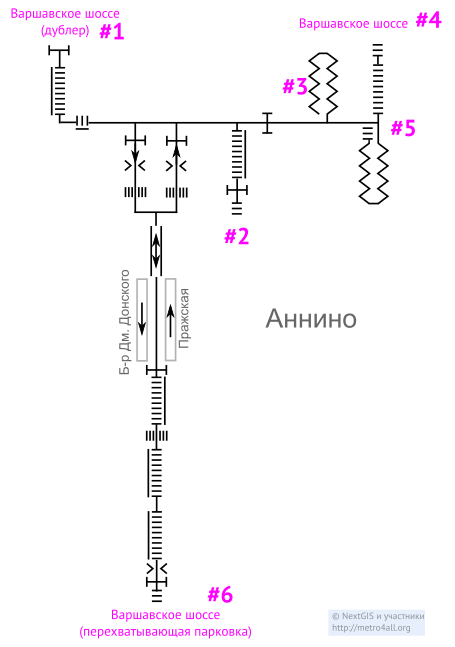 Варшавское шоссе
(дублер) #1
Варшавское шоссе #4
#3
#5
#2
Б-р Дм. Донского
Пражская
Аннино
#6
Варшавское шоссе
(перехватывающая парковка)
© NextGIS и участники
http://metro4all.org